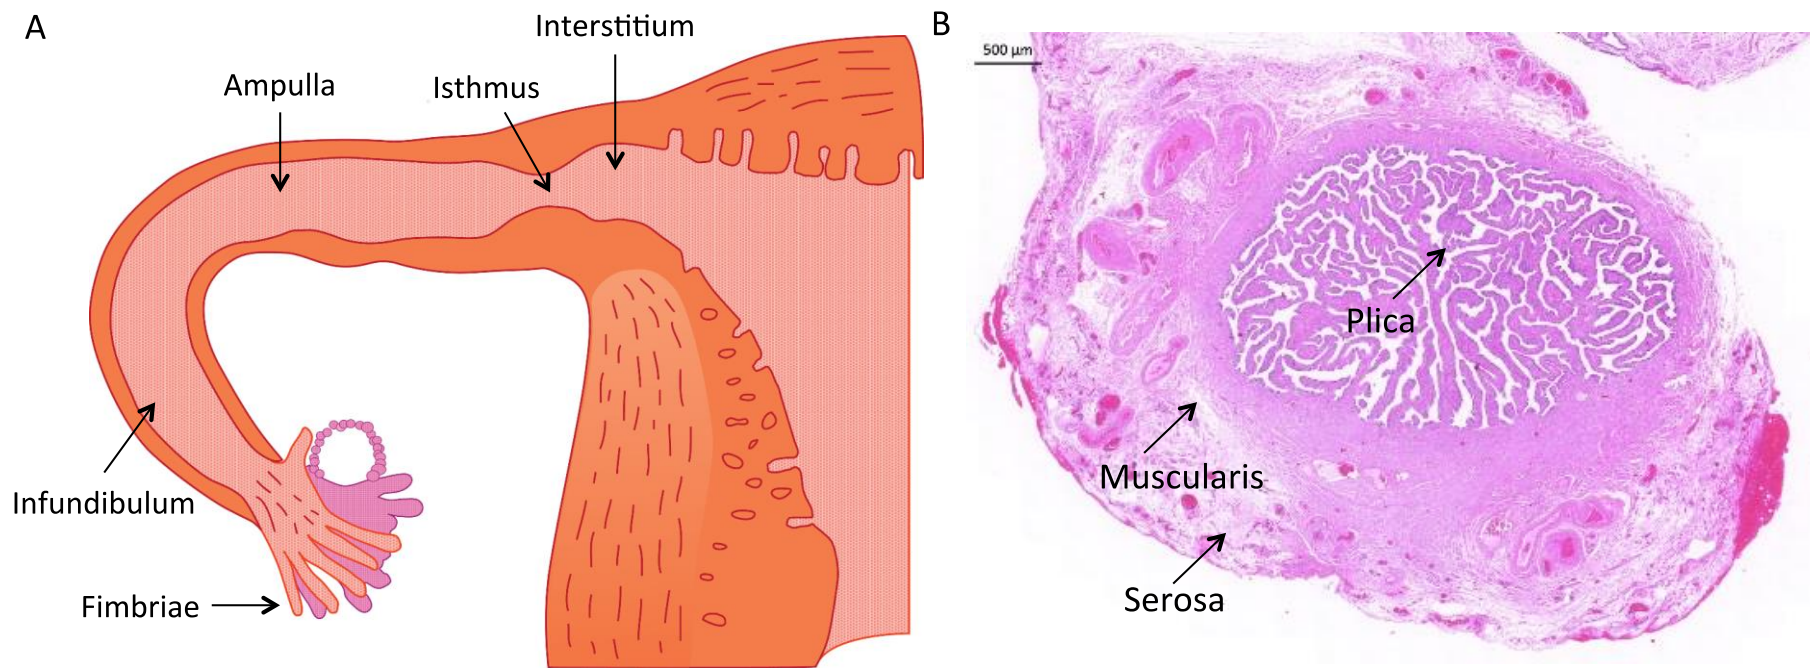 A
Interstitium
Ampulla
Isthmus
Infundibulum
Fimbriae
B
500 µm
Plica
Muscularis
Serosa